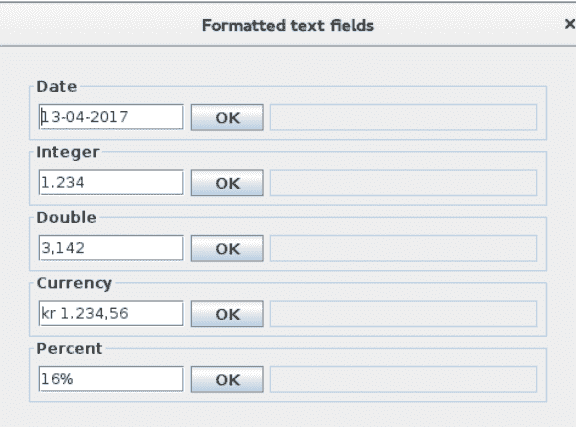 Formatted text fields
Date
13-04-2017 OK
Integer
1.234 OK
Double
3,142 OK
Currency
kr 1.234,56 OK
Percent
16% OK